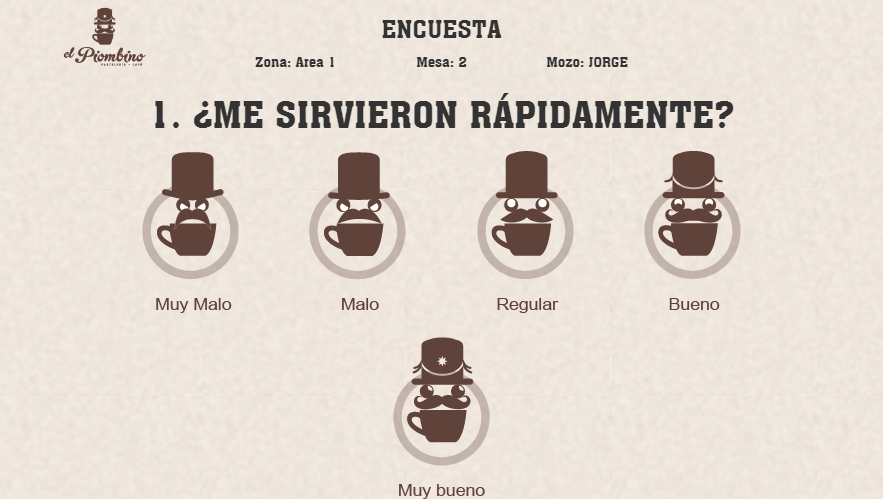 el Piombino
PASTELERÍA + CAFÉ
ENCUESTA
Zona: Area 1
Mesa: 2
Mozo: JORGE
1. ¿ME SIRVIERON RÁPIDAMENTE?
Muy Malo
Malo
Regular
Bueno
Muy bueno